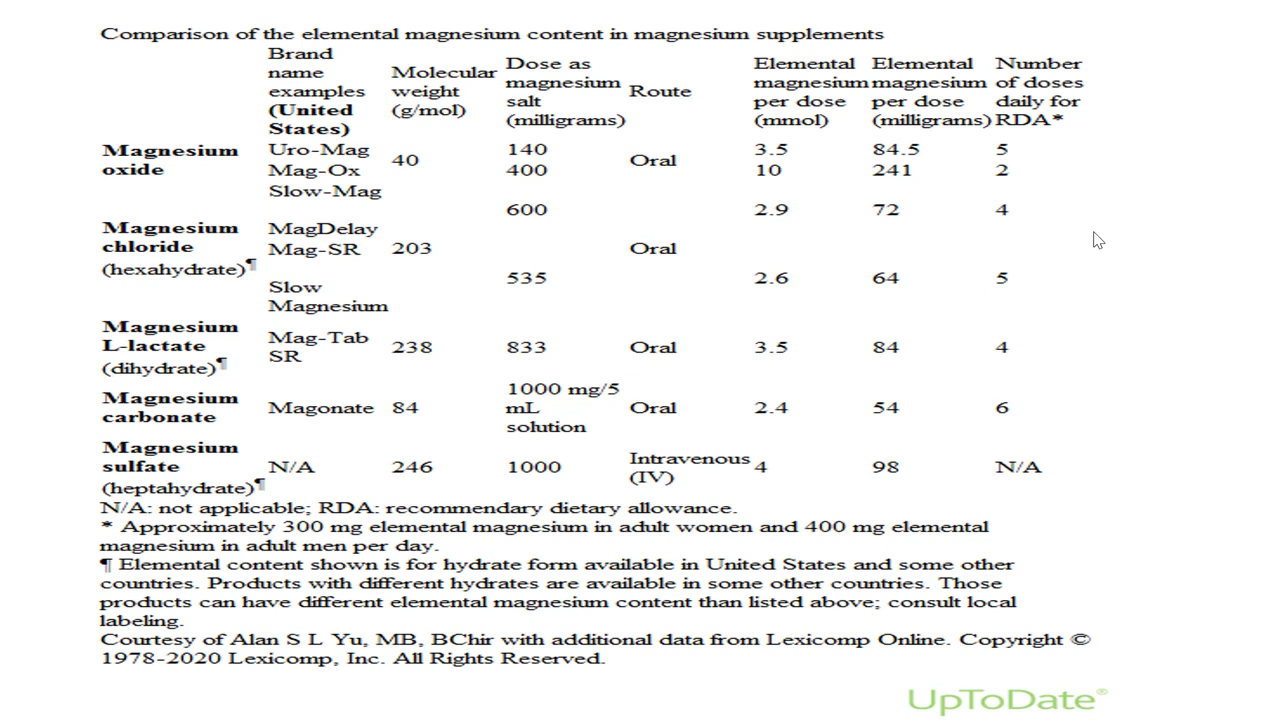 Comparison of the elemental magnesium content in magnesium supplements
Brand name examples (United States) Molecular weight (g/mol) Dose as magnesium salt (milligrams) Route Elemental magnesium per dose (mmol) Elemental magnesium per dose (milligrams) Number of doses daily for RDA*
Magnesium oxide Uro-Mag 40 140 Oral 3.5 84.5 5
Mag-Ox 400 10 241 2
Slow-Mag
600 2.9 72 4
Magnesium chloride (hexahydrate)¶ MagDelay
Mag-SR 203 Oral
535 2.6 64 5
Slow Magnesium
Magnesium L-lactate (dihydrate)¶ Mag-Tab SR 238 833 Oral 3.5 84 4
Magnesium carbonate Magonate 84 1000 mg/5 mL solution Oral 2.4 54 6
Magnesium sulfate (heptahydrate)¶ N/A 246 1000 Intravenous (IV) 4 98 N/A
N/A: not applicable; RDA: recommendary dietary allowance.
* Approximately 300 mg elemental magnesium in adult women and 400 mg elemental
magnesium in adult men per day.
¶ Elemental content shown is for hydrate form available in United States and some other
countries. Products with different hydrates are available in some other countries. Those
products can have different elemental magnesium content than listed above; consult local
labeling.
Courtesy of Alan S L Yu, MB, BChir with additional data from Lexicomp Online. Copyright ©
1978-2020 Lexicomp, Inc. All Rights Reserved.
UpToDate®